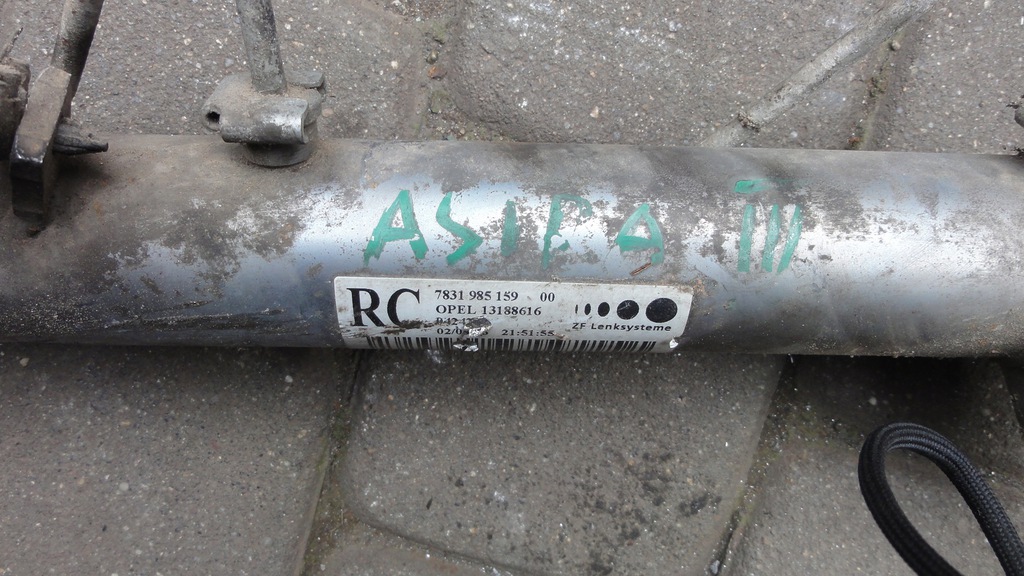 ASTRA III
RC
7831 985 159 00
OPEL 13188616
21:51:55
ZF Lenksysteme